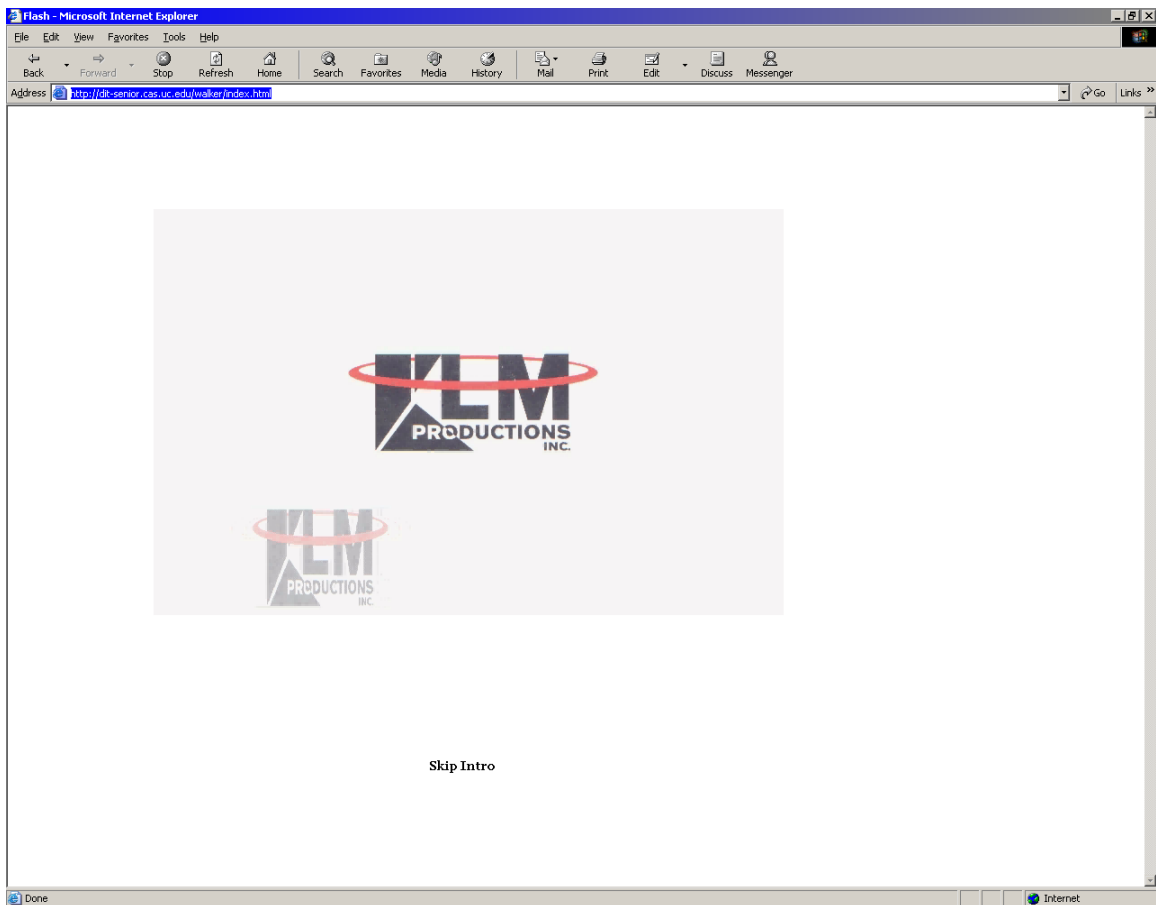 Flash - Microsoft Internet Explorer
File Edit View Favorites Tools Help
Back Forward Stop Refresh Home Search Favorites Media History Mail Print Edit Discuss Messenger
Address http://dit-senior.cas.uc.edu/walker/index.html Go Links »
KLM
PRODUCTIONS
INC.
KLM
PRODUCTIONS
INC.
Skip Intro
Done Internet